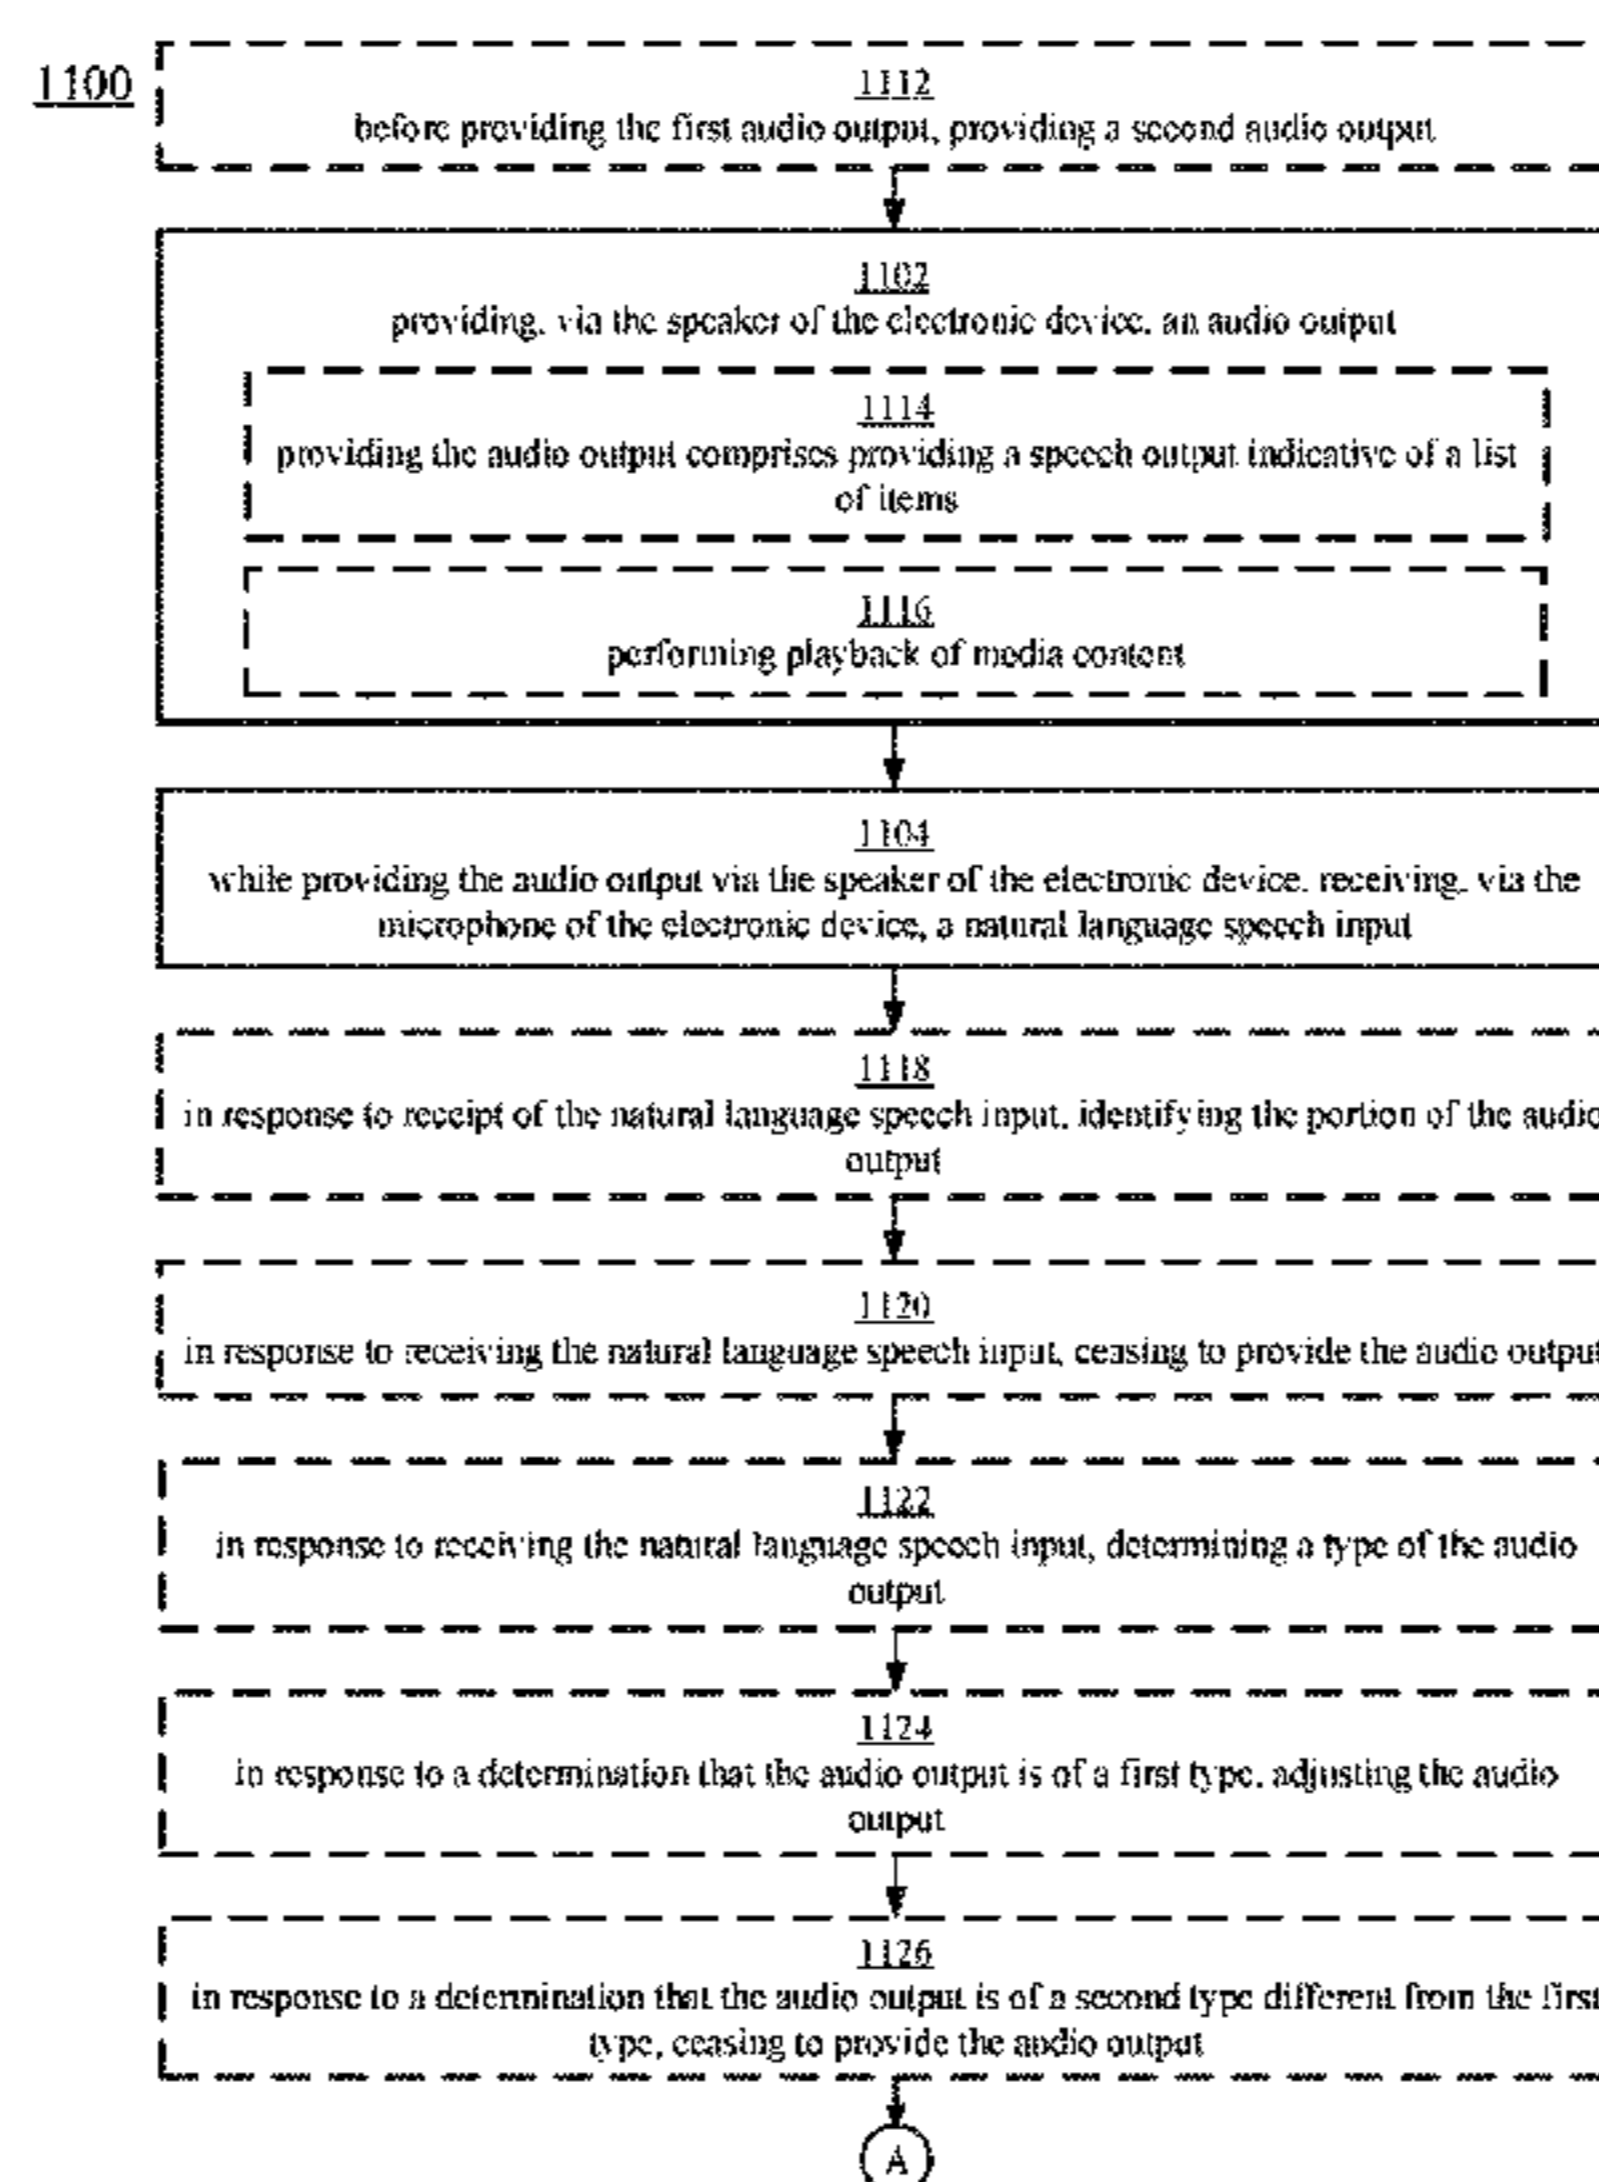 1100
1112
before providing the first audio output, providing a second audio output
1102
providing, via the speaker of the electronic device, an audio output
1114
providing the audio output comprises providing a speech output indicative of a list
of items
1116
performing playback of media content
1104
while providing the audio output via the speaker of the electronic device, receiving, via the
microphone of the electronic device, a natural language speech input
1118
in response to receipt of the natural language speech input, identifying the portion of the audio
output
1120
in response to receiving the natural language speech input, ceasing to provide the audio output
1122
in response to receiving the natural language speech input, determining a type of the audio
output
1124
in response to a determination that the audio output is of a first type, adjusting the audio
output
1126
in response to a determination that the audio output is of a second type different from the first
type, ceasing to provide the audio output
A